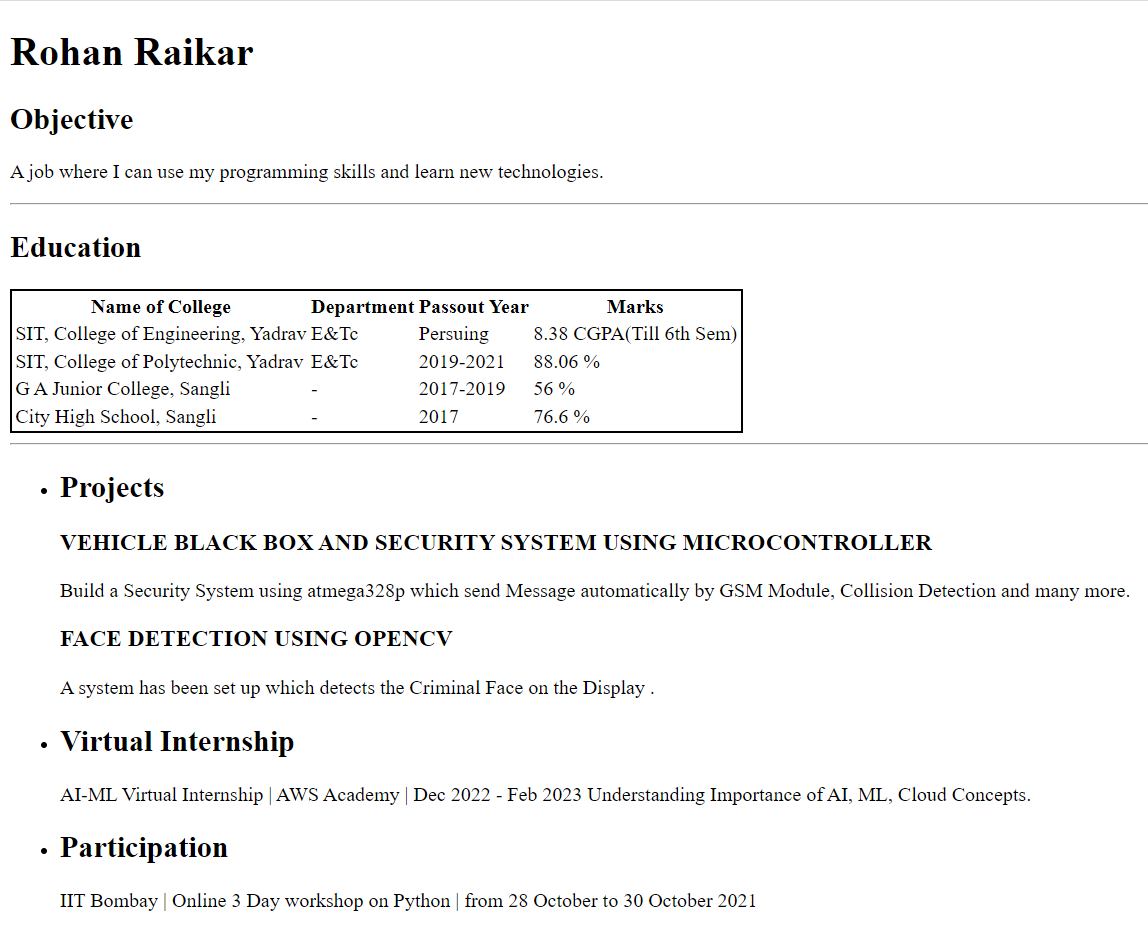 Rohan Raikar
Objective
A job where I can use my programming skills and learn new technologies.
Education
Name of College Department Passout Year Marks
SIT, College of Engineering, Yadrav E&Tc Persuing 8.38 CGPA(Till 6th Sem)
SIT, College of Polytechnic, Yadrav E&Tc 2019-2021 88.06 %
G A Junior College, Sangli - 2017-2019 56 %
City High School, Sangli - 2017 76.6 %
• Projects
VEHICLE BLACK BOX AND SECURITY SYSTEM USING MICROCONTROLLER
Build a Security System using atmega328p which send Message automatically by GSM Module, Collision Detection and many more.
FACE DETECTION USING OPENCV
A system has been set up which detects the Criminal Face on the Display .
• Virtual Internship
AI-ML Virtual Internship | AWS Academy | Dec 2022 - Feb 2023 Understanding Importance of AI, ML, Cloud Concepts.
• Participation
IIT Bombay | Online 3 Day workshop on Python | from 28 October to 30 October 2021